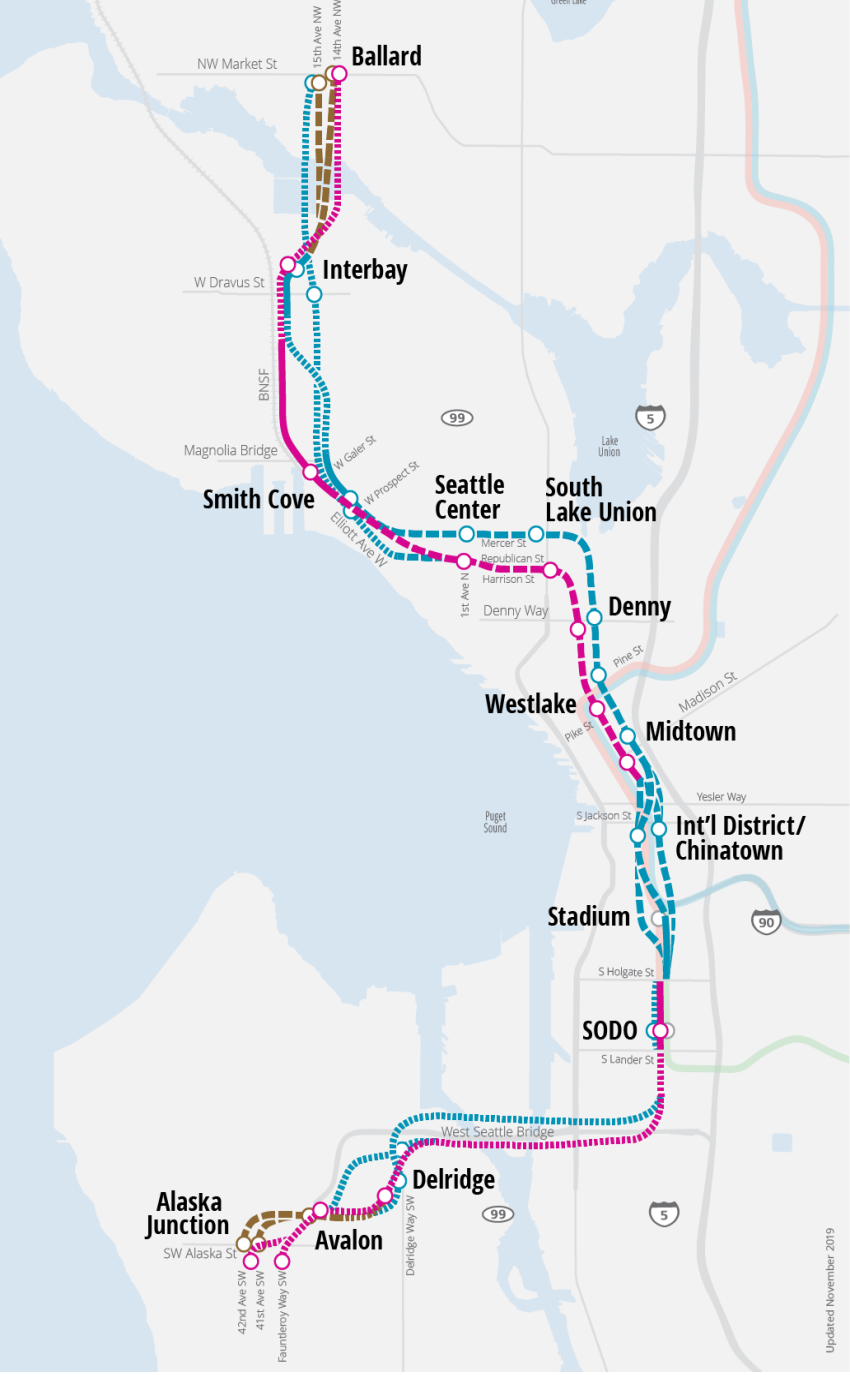 Green Lake
15th Ave NW
14th Ave NW
Ballard
NW Market St
Interbay
W Dravus St
BNSF
99
5
Lake
Union
Magnolia Bridge
W Galer St
W Prospect St
Smith Cove
Elliott Ave W
Seattle
Center
South
Lake Union
Mercer St
Republican St
Harrison St
1st Ave N
Denny Way
Denny
Pine St
Madison St
Westlake
Pike St
Midtown
Yesler Way
Puget
Sound
S Jackson St
Int'l District/
Chinatown
Stadium
90
S Holgate St
SODO
S Lander St
West Seattle Bridge
Delridge
Alaska
Junction
99
5
Avalon
SW Alaska St
Delridge Way SW
42nd Ave SW
41st Ave SW
Fauntleroy Way SW
Updated November 2019